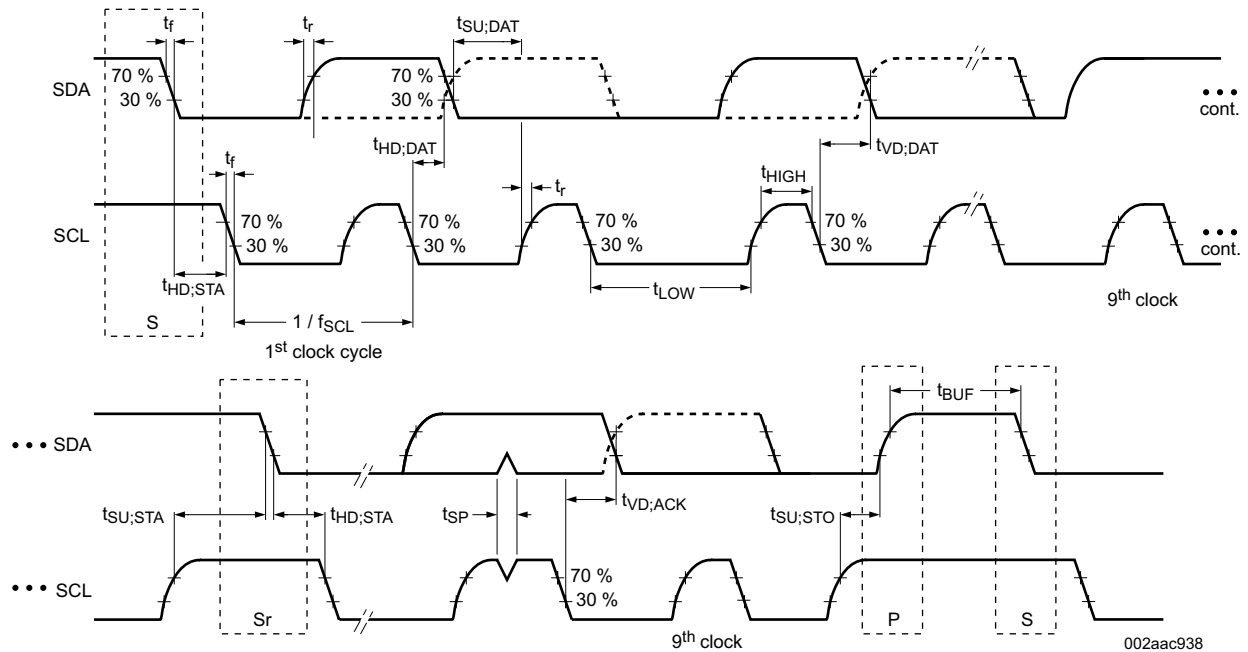 tf tr tSU;DAT
70 %
30 %
SDA
70 %
30 %
cont.
tHD;DAT
tVD;DAT
tf
tr
tHIGH
SCL
70 %
30 %
70 %
30 %
70 %
30 %
70 %
30 %
cont.
tHD;STA
tLOW
9th clock
S
1 / fSCL
1st clock cycle
tBUF
SDA
tSU;STA
tHD;STA
tSP
tVD;ACK
tSU;STO
SCL
70 %
30 %
Sr
9th clock
P
S
002aac938